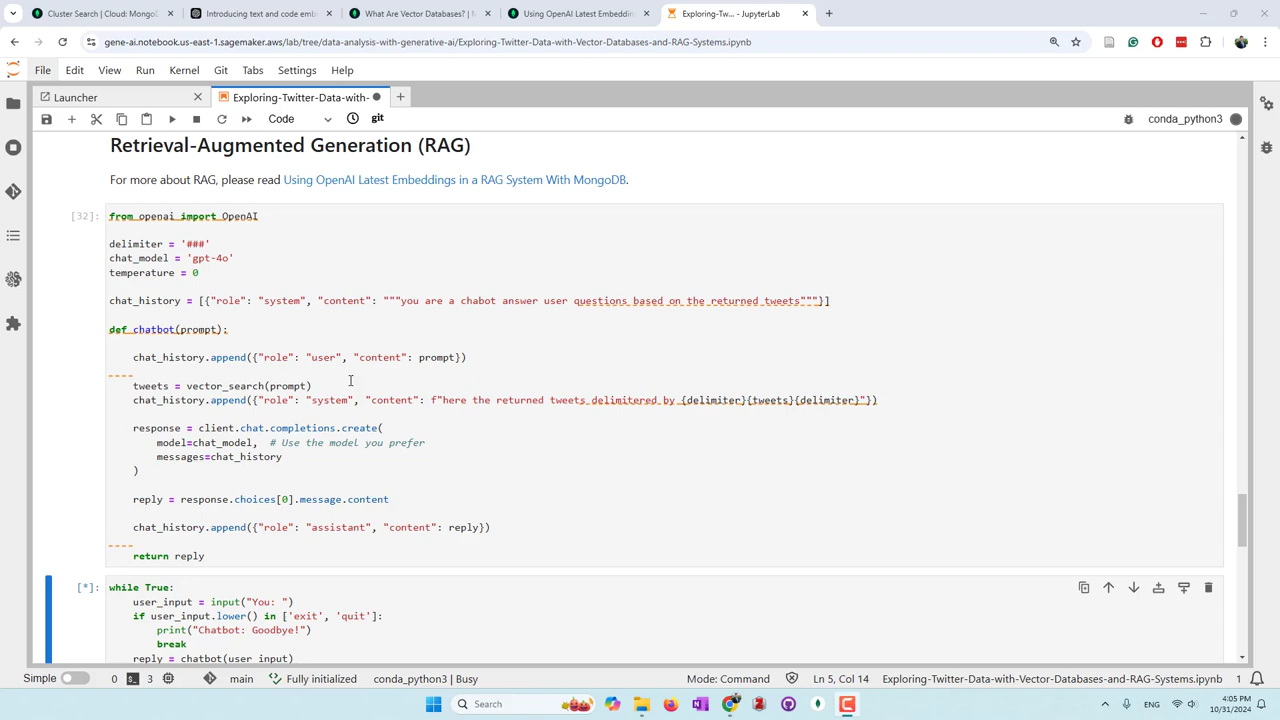 Cluster Search | Cloud: MongoD
Introducing text and code emb
What Are Vector Databases? | M
Using OpenAI Latest Embeddin
Exploring-Tw... - JupyterLab
gene-ai.notebook.us-east-1.sagemaker.aws/lab/tree/data-analysis-with-generative-ai/Exploring-Twitter-Data-with-Vector-Databases-and-RAG-Systems.ipynb
File Edit View Run Kernel Git Tabs Settings Help
Launcher
Exploring-Twitter-Data-with-
Code
git
conda_python3
Retrieval-Augmented Generation (RAG)
For more about RAG, please read Using OpenAI Latest Embeddings in a RAG System With MongoDB.
[32]:
from openai import OpenAI
delimiter = '###'
chat_model = 'gpt-4o'
temperature = 0
chat_history = [{"role": "system", "content": """you are a chabot answer user questions based on the returned tweets"""}]
def chatbot(prompt):
chat_history.append({"role": "user", "content": prompt})
tweets = vector_search(prompt)
chat_history.append({"role": "system", "content": f"here the returned tweets delimitered by {delimiter}{tweets}{delimiter}"})
response = client.chat.completions.create(
model=chat_model,  # Use the model you prefer
messages=chat_history
)
reply = response.choices[0].message.content
chat_history.append({"role": "assistant", "content": reply})
return reply
[*]:
while True:
user_input = input("You: ")
if user_input.lower() in ['exit', 'quit']:
print("Chatbot: Goodbye!")
break
reply = chatbot(user_input)
Simple 0 3 main Fully initialized conda_python3 | Busy Mode: Command Ln 5, Col 14 Exploring-Twitter-Data-with-Vector-Databases-and-RAG-Systems.ipynb 1
Search
ENG
4:05 PM
10/31/2024